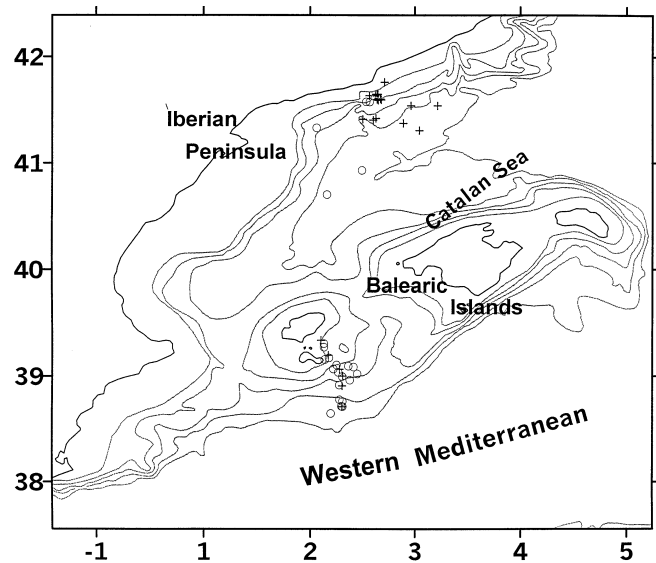 42
Iberian
Peninsula
41
Catalan Sea
40
Balearic
Islands
39
Western Mediterranean
38
-1 1 2 3 4 5